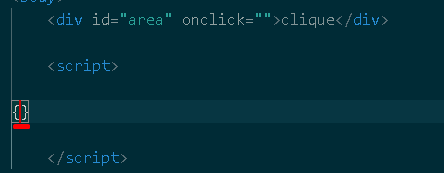 <div id="area" onclick="">clique</div>
<script>
{}
</script>